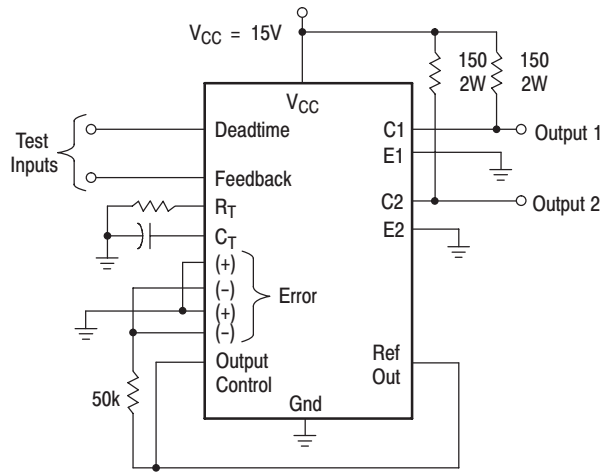 V_CC = 15V
150
2W
150
2W
V_CC
Test
Inputs
Deadtime
Feedback
R_T
C_T
(+)
(−)
(+)
(−)
Error
Output
Control
50k
C1
E1
C2
E2
Ref
Out
Gnd
Output 1
Output 2